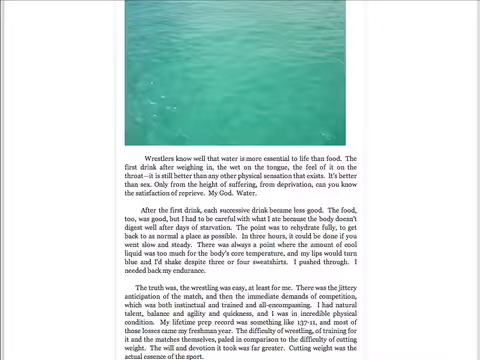 Wrestlers know well that water is more essential to life than food. The
first drink after weighing in, the wet on the tongue, the feel of it on the
throat—it is still better than any other physical sensation that exists. It's better
than sex. Only from the height of suffering, from deprivation, can you know
the satisfaction of reprieve. My God. Water.
After the first drink, each successive drink became less good. The food,
too, was good, but I had to be careful with what I ate because the body doesn't
digest well after days of starvation. The point was to rehydrate fully, to get
back to as normal a place as possible. In three hours, it could be done if you
went slow and steady. There was always a point where the amount of cool
liquid was too much for the body's core temperature, and my lips would turn
blue and I'd shake despite three or four sweatshirts. I pushed through. I
needed back my endurance.
The truth was, the wrestling was easy, at least for me. There was the jittery
anticipation of the match, and then the immediate demands of competition,
which was both instinctual and trained and all-encompassing. I had natural
talent, balance and agility and quickness, and I was in incredible physical
condition. My lifetime prep record was something like 137-11, and most of
those losses came my freshman year. The difficulty of wrestling, of training for
it and the matches themselves, paled in comparison to the difficulty of cutting
weight. The will and devotion it took was far greater. Cutting weight was the
actual essence of the sport.